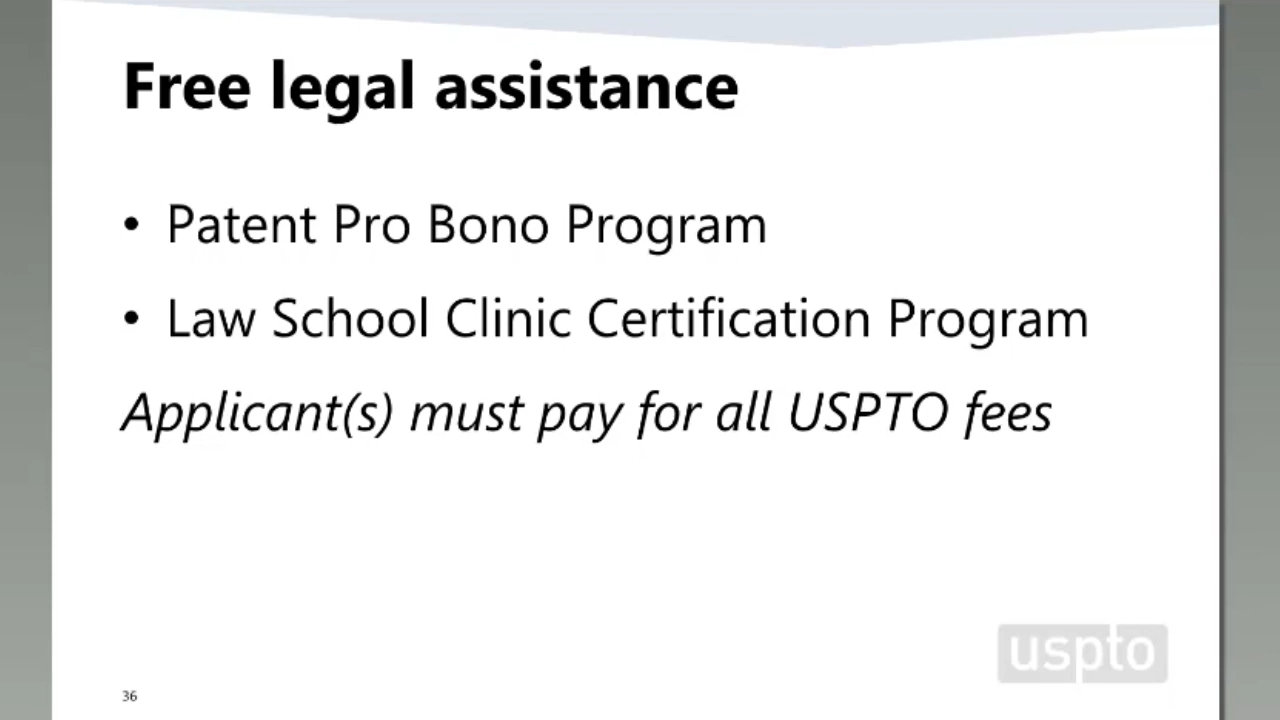 Free legal assistance
• Patent Pro Bono Program
• Law School Clinic Certification Program
Applicant(s) must pay for all USPTO fees
uspto
36